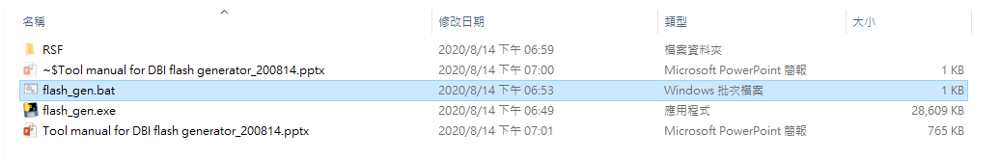 名稱 修改日期 類型 大小
RSF 2020/8/14 下午 06:59 檔案資料夾
~$Tool manual for DBI flash generator_200814.pptx 2020/8/14 下午 07:00 Microsoft PowerPoint 簡報 1 KB
flash_gen.bat 2020/8/14 下午 06:53 Windows 批次檔案 1 KB
flash_gen.exe 2020/8/14 下午 06:49 應用程式 28,609 KB
Tool manual for DBI flash generator_200814.pptx 2020/8/14 下午 07:01 Microsoft PowerPoint 簡報 765 KB